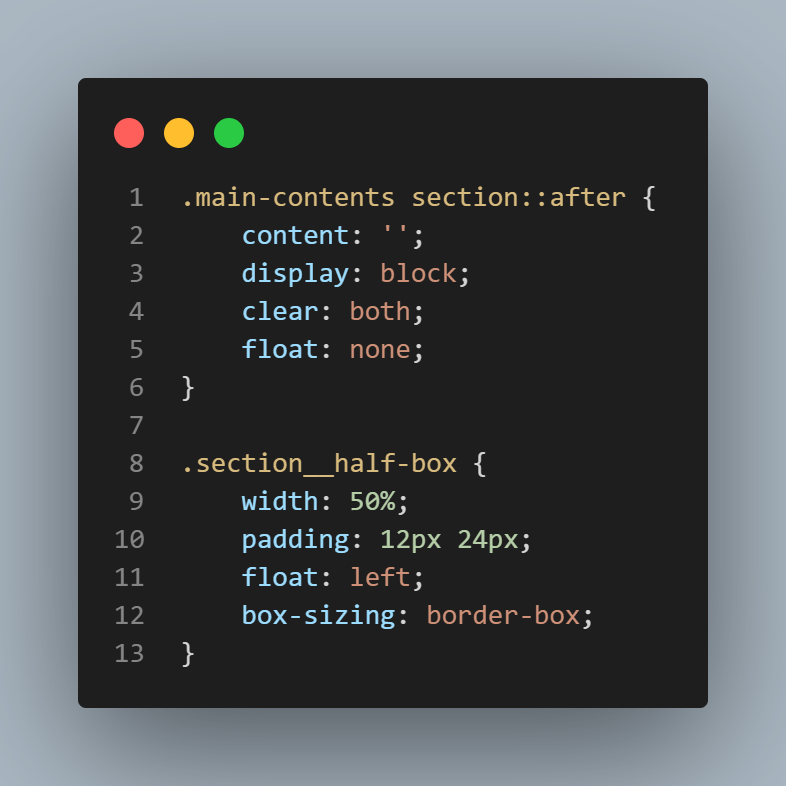 1 .main-contents section::after {
2 content: '';
3 display: block;
4 clear: both;
5 float: none;
6 }
7
8 .section__half-box {
9 width: 50%;
10 padding: 12px 24px;
11 float: left;
12 box-sizing: border-box;
13 }